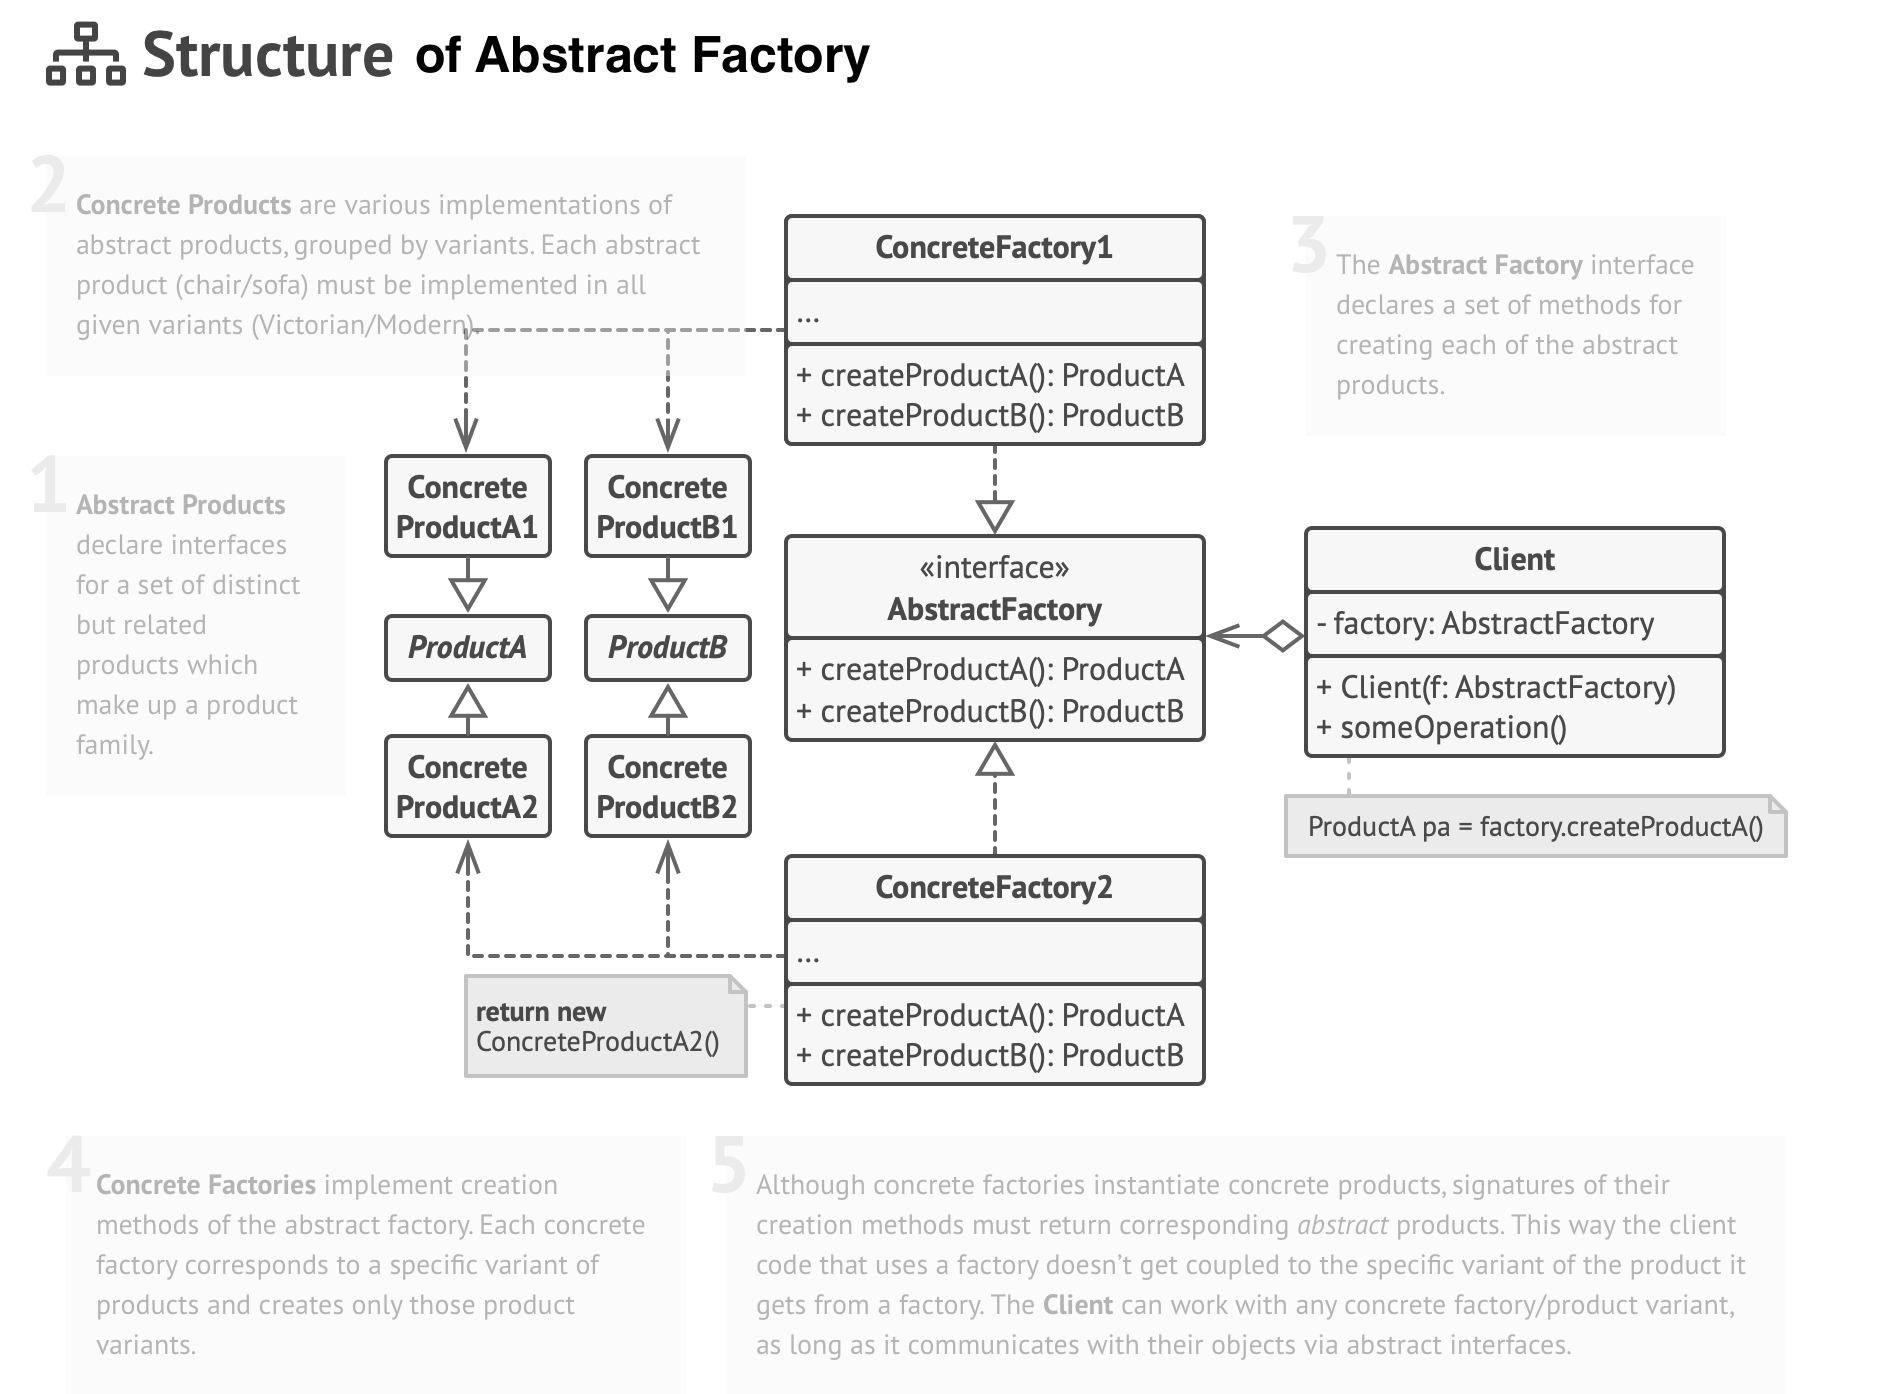 Structure of Abstract Factory
2
Concrete Products are various implementations of
abstract products, grouped by variants. Each abstract
product (chair/sofa) must be implemented in all
given variants (Victorian/Modern).
ConcreteFactory1
...
+ createProductA(): ProductA
+ createProductB(): ProductB
3
The Abstract Factory interface
declares a set of methods for
creating each of the abstract
products.
1
Abstract Products
declare interfaces
for a set of distinct
but related
products which
make up a product
family.
Concrete
ProductA1
Concrete
ProductB1
ProductA
ProductB
Concrete
ProductA2
Concrete
ProductB2
«interface»
AbstractFactory
+ createProductA(): ProductA
+ createProductB(): ProductB
Client
- factory: AbstractFactory
+ Client(f: AbstractFactory)
+ someOperation()
ProductA pa = factory.createProductA()
ConcreteFactory2
...
+ createProductA(): ProductA
+ createProductB(): ProductB
return new
ConcreteProductA2()
4
Concrete Factories implement creation
methods of the abstract factory. Each concrete
factory corresponds to a specific variant of
products and creates only those product
variants.
5
Although concrete factories instantiate concrete products, signatures of their
creation methods must return corresponding abstract products. This way the client
code that uses a factory doesn’t get coupled to the specific variant of the product it
gets from a factory. The Client can work with any concrete factory/product variant,
as long as it communicates with their objects via abstract interfaces.